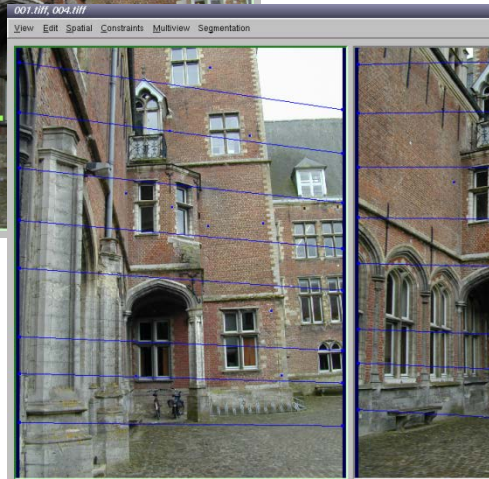 001.tiff, 004.tiff
View Edit Spatial Constraints Multiview Segmentation